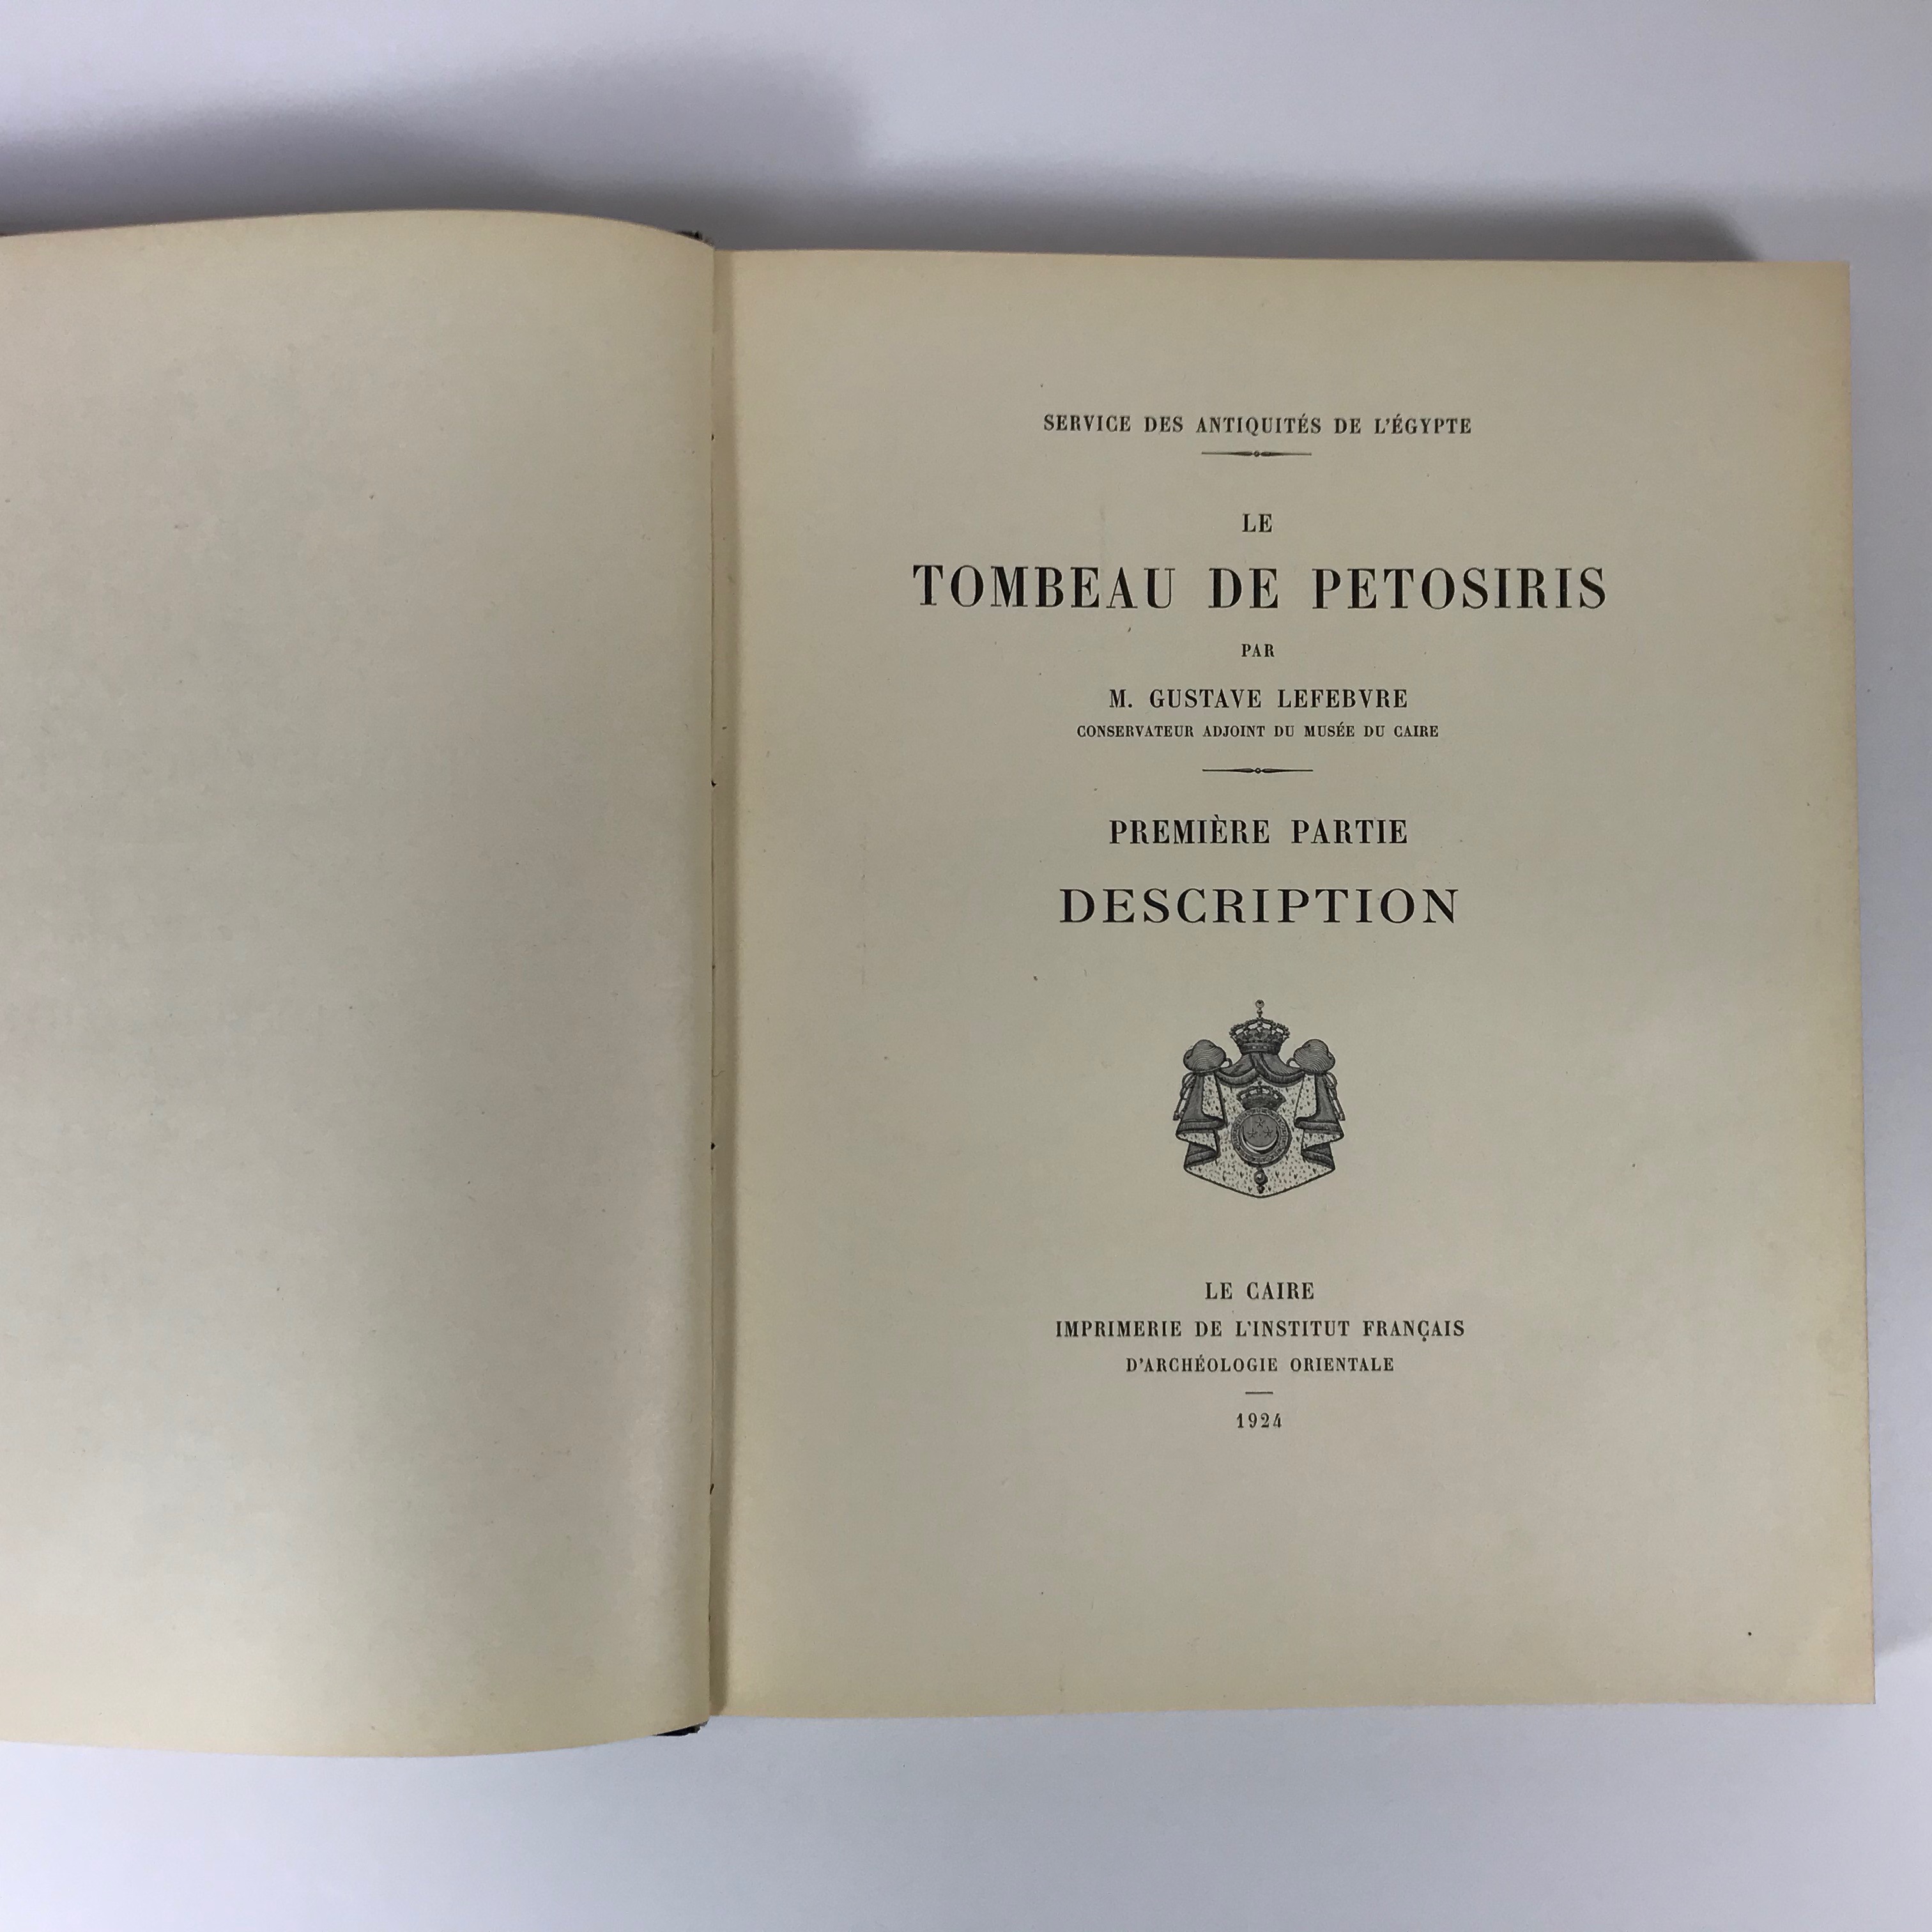 SERVICE DES ANTIQUITÉS DE L'ÉGYPTE
LE
TOMBEAU DE PETOSIRIS
PAR
M. GUSTAVE LEFEBVRE
CONSERVATEUR ADJOINT DU MUSÉE DU CAIRE
PREMIÈRE PARTIE
DESCRIPTION
LE CAIRE
IMPRIMERIE DE L'INSTITUT FRANÇAIS
D'ARCHÉOLOGIE ORIENTALE
1924